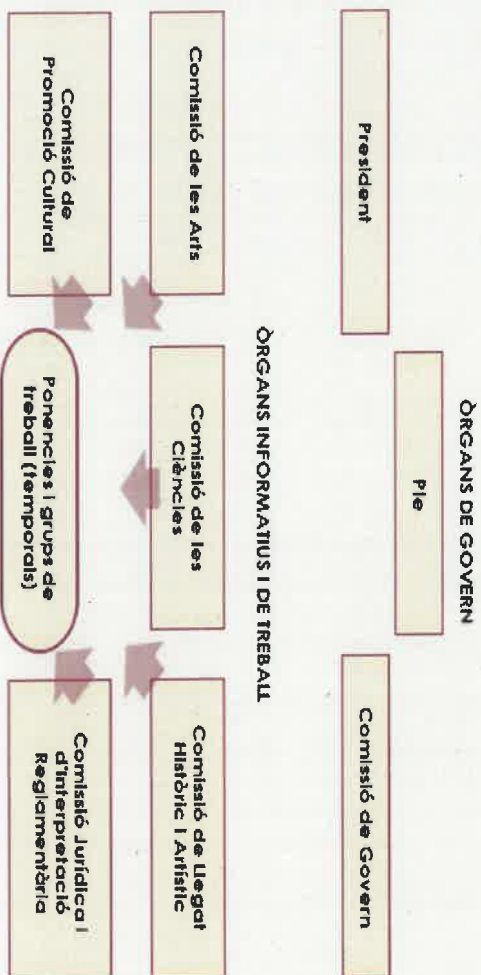 ÒRGANS DE GOVERN
Ple
President
Comissió de Govern
ÒRGANS INFORMATIUS I DE TREBALL
Comissió de les Arts
Comissió de les
Ciències
Comissió de Llegat
Històric i Artístic
Comissió de
Promoció Cultural
Ponencies i grups de
treball (temporals)
Comissió Jurídica i
d'Interpretació
Reglamentària